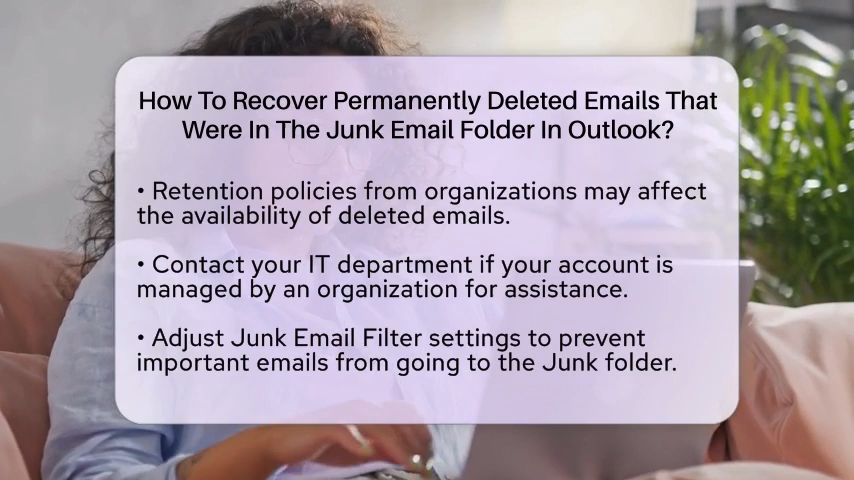 How To Recover Permanently Deleted Emails That
Were In The Junk Email Folder In Outlook?
• Retention policies from organizations may affect
the availability of deleted emails.
• Contact your IT department if your account is
managed by an organization for assistance.
• Adjust Junk Email Filter settings to prevent
important emails from going to the Junk folder.